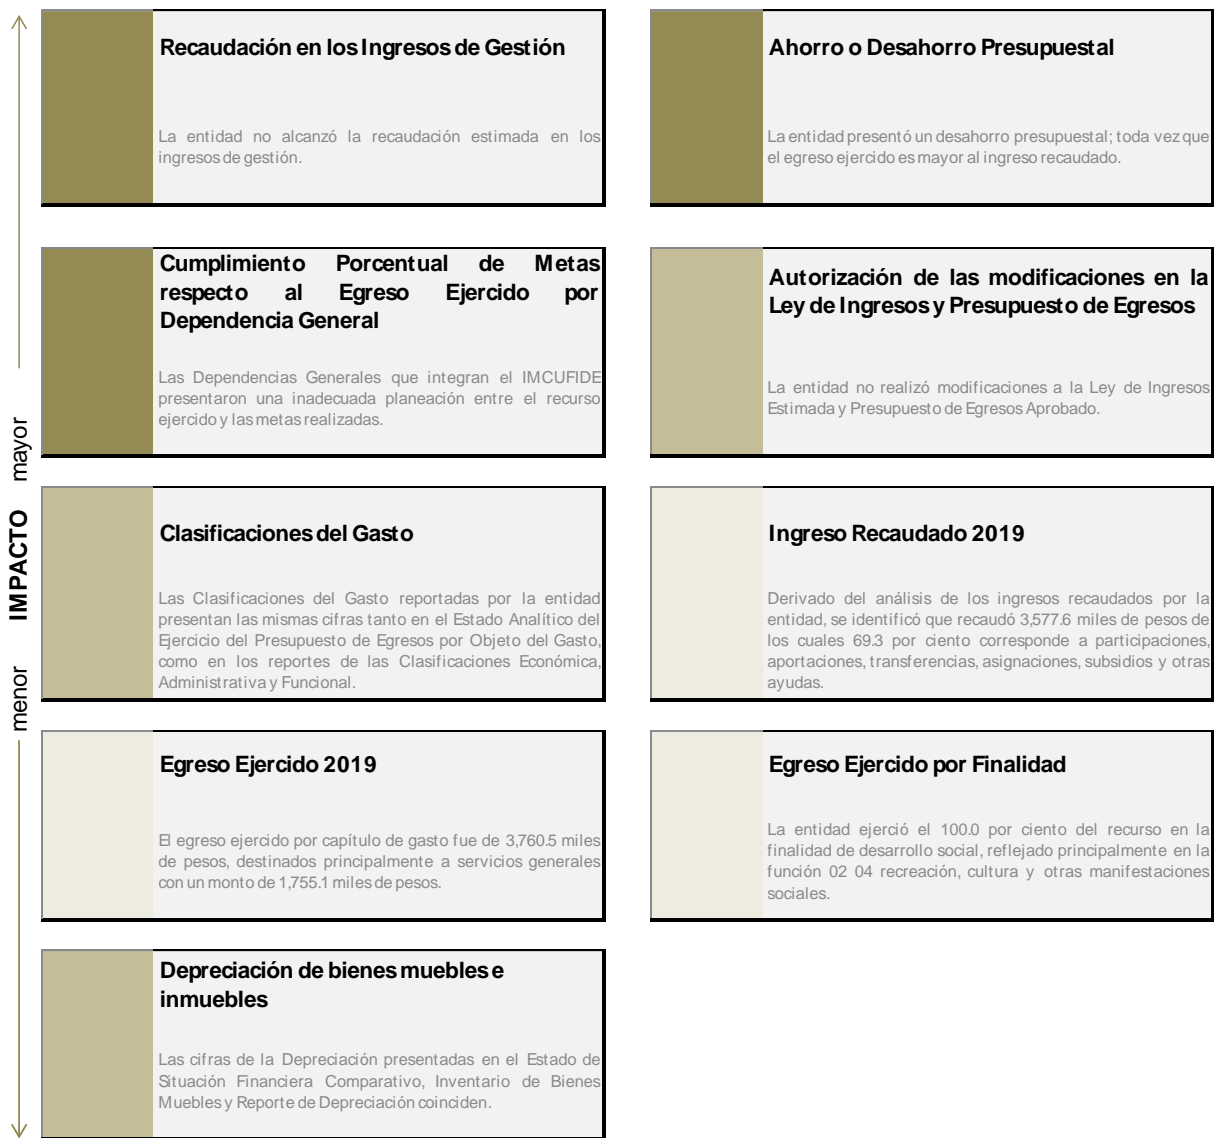 Recaudación en los Ingresos de Gestión
La entidad no alcanzó la recaudación estimada en los
ingresos de gestión.
Ahorro o Desahorro Presupuestal
La entidad presentó un desahorro presupuestal; toda vez que
el egreso ejercido es mayor al ingreso recaudado.
Cumplimiento Porcentual de Metas
respecto al Egreso Ejercido por
Dependencia General
Las Dependencias Generales que integran el IMCUFIDE
presentaron una inadecuada planeación entre el recurso
ejercido y las metas realizadas.
Autorización de las modificaciones en la
Ley de Ingresos y Presupuesto de Egresos
La entidad no realizó modificaciones a la Ley de Ingresos
Estimada y Presupuesto de Egresos Aprobado.
mayor
IMPACTO
menor
Clasificaciones del Gasto
Las Clasificaciones del Gasto reportadas por la entidad
presentan las mismas cifras tanto en el Estado Analítico del
Ejercicio del Presupuesto de Egresos por Objeto del Gasto,
como en los reportes de las Clasificaciones Económica,
Administrativa y Funcional.
Ingreso Recaudado 2019
Derivado del análisis de los ingresos recaudados por la
entidad, se identificó que recaudó 3,577.6 miles de pesos de
los cuales 69.3 por ciento corresponde a participaciones,
aportaciones, transferencias, asignaciones, subsidios y otras
ayudas.
Egreso Ejercido 2019
El egreso ejercido por capítulo de gasto fue de 3,760.5 miles
de pesos, destinados principalmente a servicios generales
con un monto de 1,755.1 miles de pesos.
Egreso Ejercido por Finalidad
La entidad ejerció el 100.0 por ciento del recurso en la
finalidad de desarrollo social, reflejado principalmente en la
función 02 04 recreación, cultura y otras manifestaciones
sociales.
Depreciación de bienes muebles e
inmuebles
Las cifras de la Depreciación presentadas en el Estado de
Situación Financiera Comparativo, Inventario de Bienes
Muebles y Reporte de Depreciación coinciden.